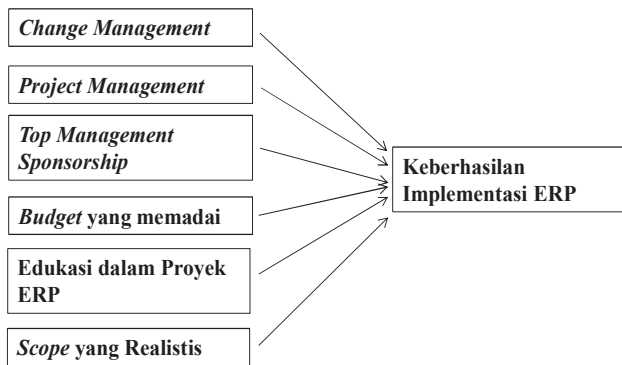 Change Management
Project Management
Top Management
Sponsorship
Budget yang memadai
Edukasi dalam Proyek
ERP
Scope yang Realistis
Keberhasilan
Implementasi ERP